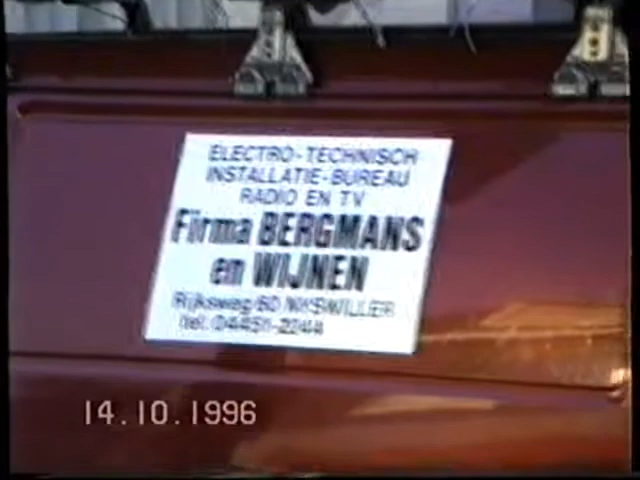 ELECTRO-TECHNISCH
INSTALLATIE-BUREAU
RADIO EN TV
Firma BERGMANS
en WIJNEN
Rijksweg 60 NYSWILLER
tel. 04451-2244
14.10.1996